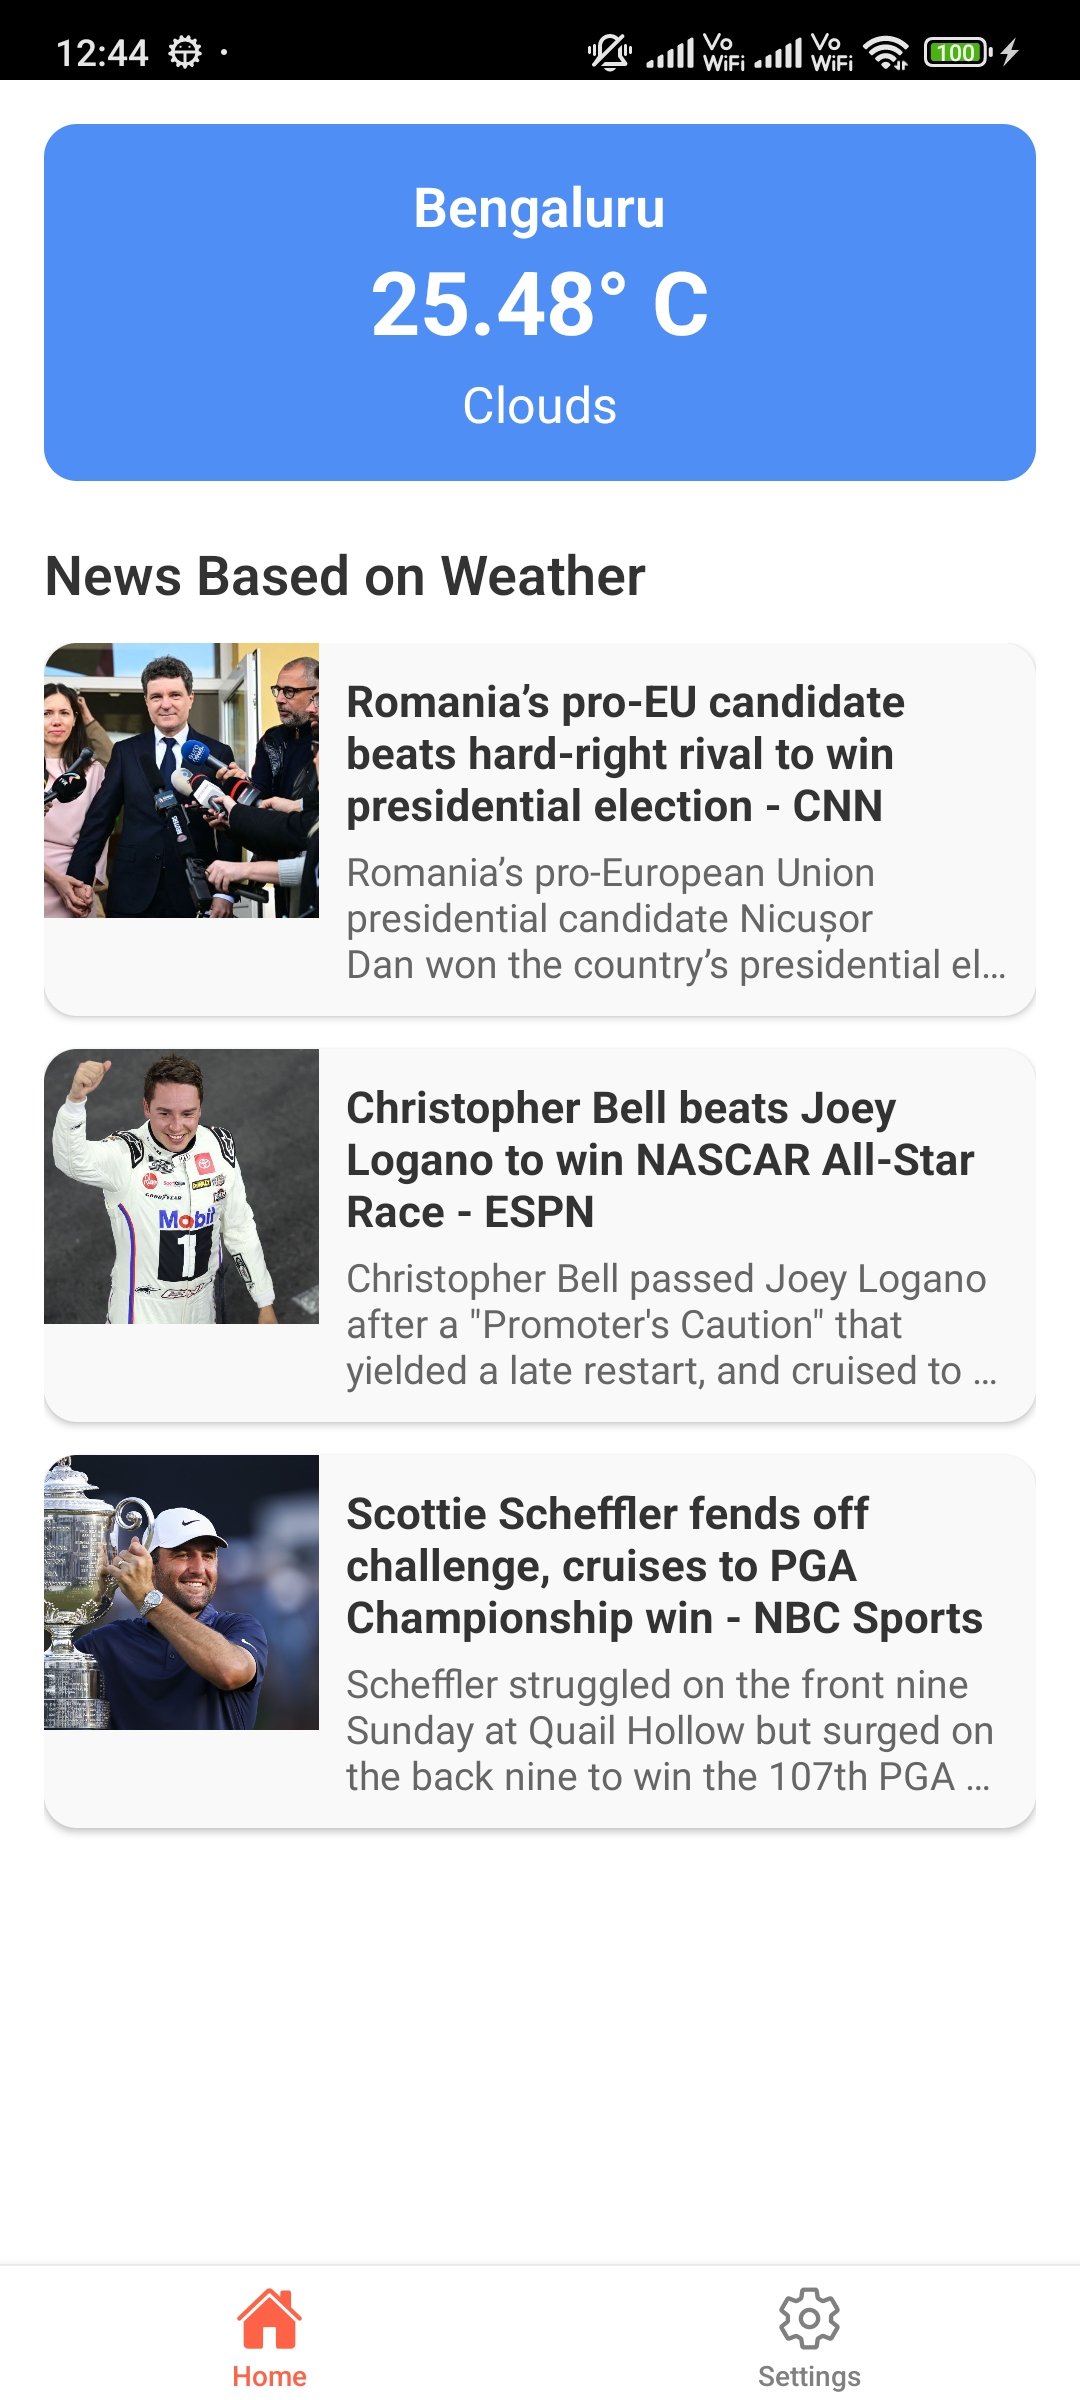 12:44
Vo
WiFi
Vo
WiFi
100
Bengaluru
25.48° C
Clouds
News Based on Weather
Romania’s pro-EU candidate
beats hard-right rival to win
presidential election - CNN
Romania’s pro-European Union
presidential candidate Nicușor
Dan won the country’s presidential el...
Mobil
1
GOODYEAR
Christopher Bell beats Joey
Logano to win NASCAR All-Star
Race - ESPN
Christopher Bell passed Joey Logano
after a "Promoter's Caution" that
yielded a late restart, and cruised to ...
Scottie Scheffler fends off
challenge, cruises to PGA
Championship win - NBC Sports
Scheffler struggled on the front nine
Sunday at Quail Hollow but surged on
the back nine to win the 107th PGA ...
Home
Settings